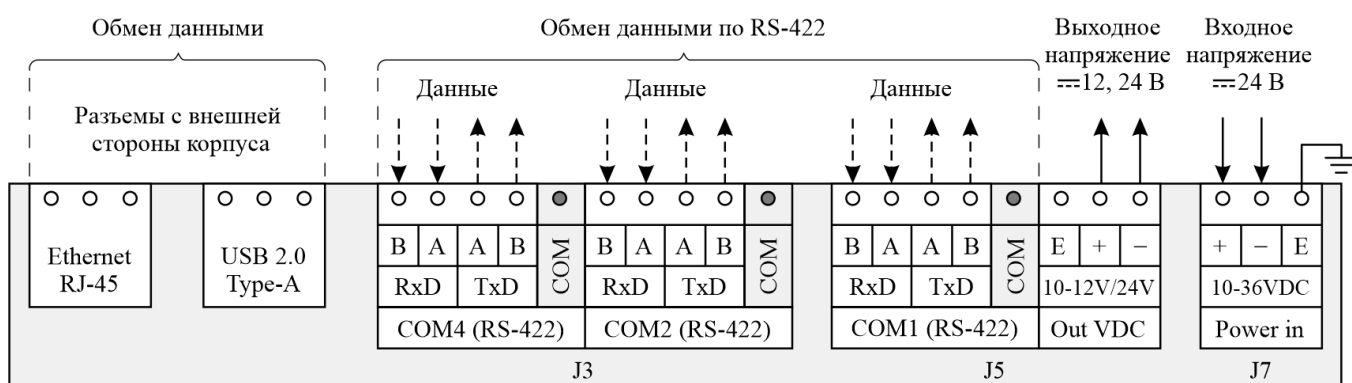 Обмен данными
Обмен данными по RS-422
Выходное
напряжение
12, 24 В
Входное
напряжение
24 В
Разъемы с внешней
стороны корпуса
Данные
Данные
Данные
Ethernet
RJ-45
USB 2.0
Type-A
B A A B COM B A A B COM B A A B COM E + − + − E
RxD TxD RxD TxD RxD TxD 10-12V/24V 10-36VDC
COM4 (RS-422) COM2 (RS-422) COM1 (RS-422) Out VDC Power in
J3 J5 J7